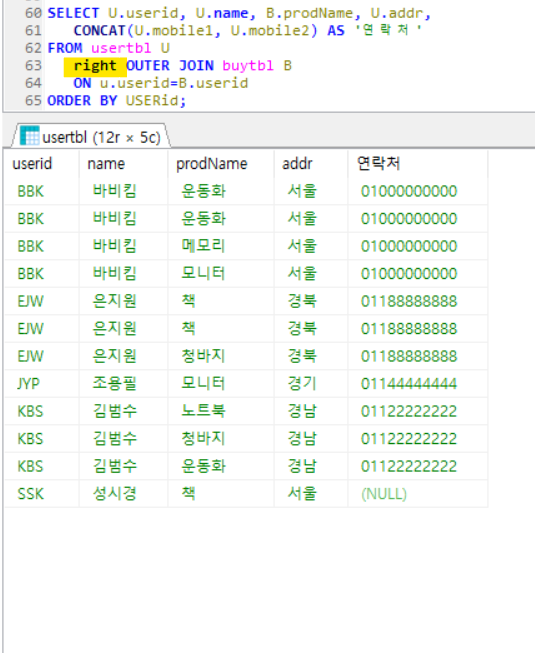 60 SELECT U.userid, U.name, B.prodName, U.addr,
61 CONCAT(U.mobile1, U.mobile2) AS '연락처'
62 FROM usertbl U
63 right OUTER JOIN buytbl B
64 ON u.userid=B.userid
65 ORDER BY USERid;
usertbl (12r × 5c)
userid name prodName addr 연락처
BBK 바비킴 운동화 서울 01000000000
BBK 바비킴 운동화 서울 01000000000
BBK 바비킴 메모리 서울 01000000000
BBK 바비킴 모니터 서울 01000000000
EJW 은지원 책 경북 01188888888
EJW 은지원 책 경북 01188888888
EJW 은지원 청바지 경북 01188888888
JYP 조용필 모니터 경기 01144444444
KBS 김범수 노트북 경남 01122222222
KBS 김범수 청바지 경남 01122222222
KBS 김범수 운동화 경남 01122222222
SSK 성시경 책 서울 (NULL)